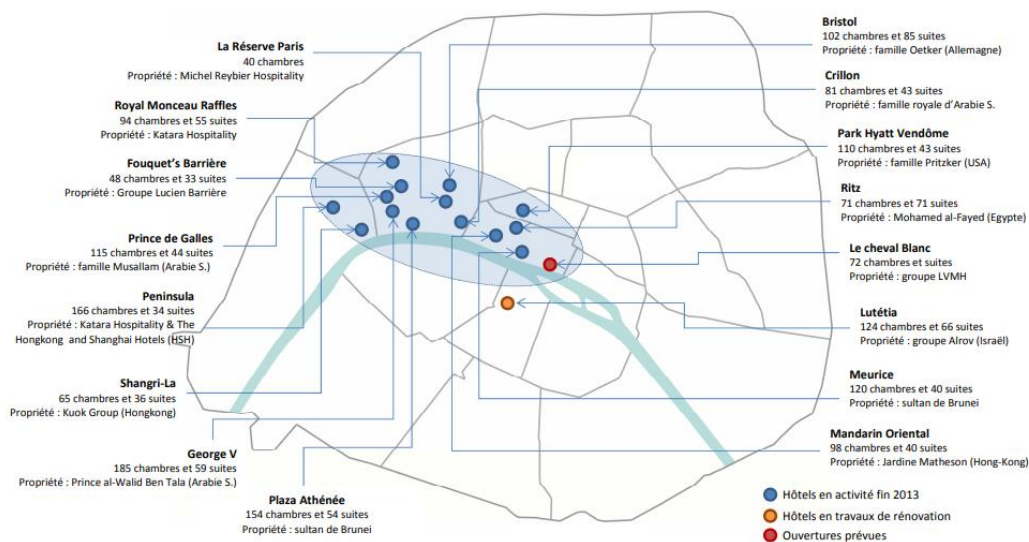 La Réserve Paris
40 chambres
Propriété : Michel Reybier Hospitality
Royal Monceau Raffles
94 chambres et 55 suites
Propriété : Katara Hospitality
Fouquet's Barrière
48 chambres et 33 suites
Propriété : Groupe Lucien Barrière
Prince de Galles
115 chambres et 44 suites
Propriété : famille Musallam (Arabie S.)
Peninsula
166 chambres et 34 suites
Propriété : Katara Hospitality & The
Hongkong and Shanghai Hotels (HSH)
Shangri-La
65 chambres et 36 suites
Propriété : Kuok Group (Hongkong)
George V
185 chambres et 59 suites
Propriété : Prince al-Walid Ben Tala (Arabie S.)
Plaza Athénée
154 chambres et 54 suites
Propriété : sultan de Brunei
Bristol
102 chambres et 85 suites
Propriété : famille Oetker (Allemagne)
Crillon
81 chambres et 43 suites
Propriété : famille royale d'Arabie S.
Park Hyatt Vendôme
110 chambres et 43 suites
Propriété : famille Pritzker (USA)
Ritz
71 chambres et 71 suites
Propriété : Mohamed al-Fayed (Egypte)
Le cheval Blanc
72 chambres et suites
Propriété : groupe LVMH
Lutétia
124 chambres et 66 suites
Propriété : groupe Alrov (Israël)
Meurice
120 chambres et 40 suites
Propriété : sultan de Brunei
Mandarin Oriental
98 chambres et 40 suites
Propriété : Jardine Matheson (Hong-Kong)
Hôtels en activité fin 2013
Hôtels en travaux de rénovation
Ouvertures prévues